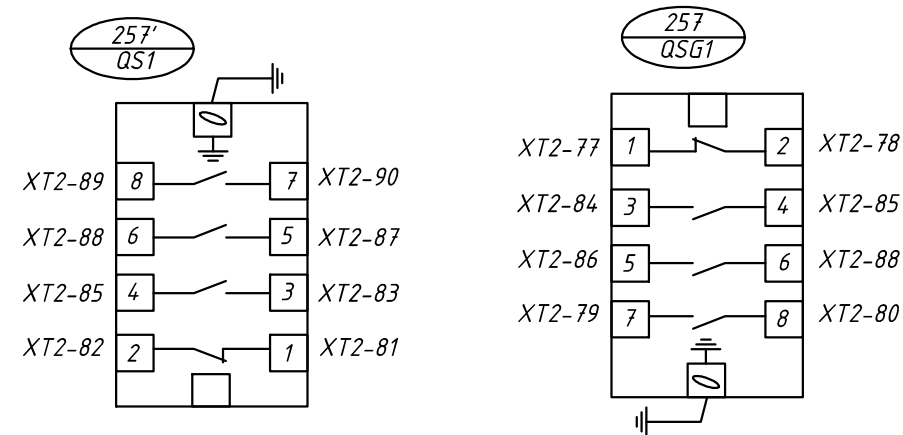 257'
QS1
XT2-89 8 7 XT2-90
XT2-88 6 5 XT2-87
XT2-85 4 3 XT2-83
XT2-82 2 1 XT2-81
257
QSG1
XT2-77 1 2 XT2-78
XT2-84 3 4 XT2-85
XT2-86 5 6 XT2-88
XT2-79 7 8 XT2-80